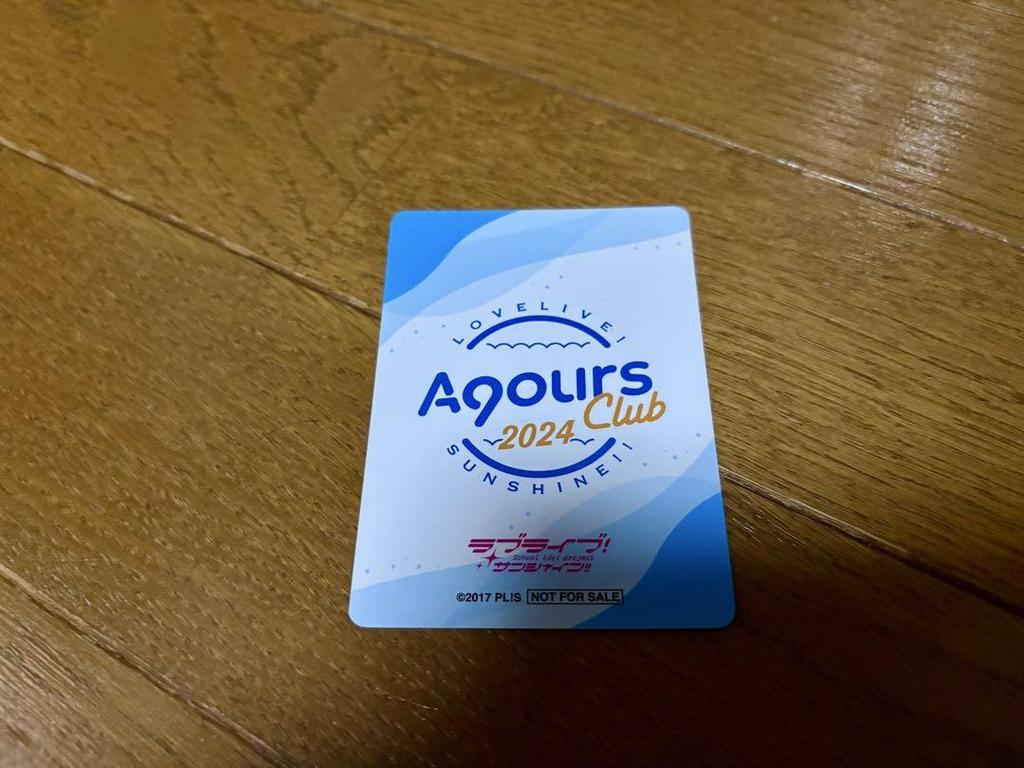 LOVELIVE!
Aqours
2024 Club
SUNSHINE!!
ラブライブ!
School idol project
サンシャイン!!
©2017 PL!S NOT FOR SALE